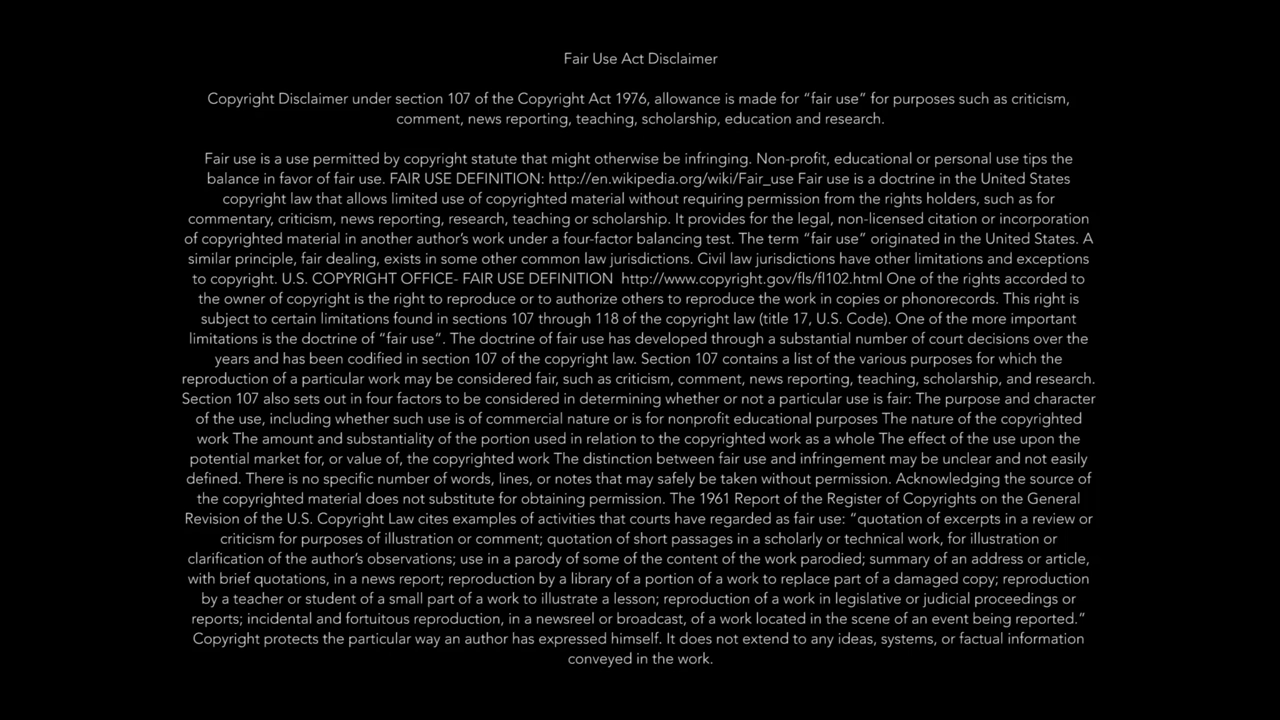 Fair Use Act Disclaimer
Copyright Disclaimer under section 107 of the Copyright Act 1976, allowance is made for “fair use” for purposes such as criticism,
comment, news reporting, teaching, scholarship, education and research.
Fair use is a use permitted by copyright statute that might otherwise be infringing. Non-profit, educational or personal use tips the
balance in favor of fair use. FAIR USE DEFINITION: http://en.wikipedia.org/wiki/Fair_use Fair use is a doctrine in the United States
copyright law that allows limited use of copyrighted material without requiring permission from the rights holders, such as for
commentary, criticism, news reporting, research, teaching or scholarship. It provides for the legal, non-licensed citation or incorporation
of copyrighted material in another author’s work under a four-factor balancing test. The term “fair use” originated in the United States. A
similar principle, fair dealing, exists in some other common law jurisdictions. Civil law jurisdictions have other limitations and exceptions
to copyright. U.S. COPYRIGHT OFFICE- FAIR USE DEFINITION  http://www.copyright.gov/fls/fl102.html One of the rights accorded to
the owner of copyright is the right to reproduce or to authorize others to reproduce the work in copies or phonorecords. This right is
subject to certain limitations found in sections 107 through 118 of the copyright law (title 17, U.S. Code). One of the more important
limitations is the doctrine of “fair use”. The doctrine of fair use has developed through a substantial number of court decisions over the
years and has been codified in section 107 of the copyright law. Section 107 contains a list of the various purposes for which the
reproduction of a particular work may be considered fair, such as criticism, comment, news reporting, teaching, scholarship, and research.
Section 107 also sets out in four factors to be considered in determining whether or not a particular use is fair: The purpose and character
of the use, including whether such use is of commercial nature or is for nonprofit educational purposes The nature of the copyrighted
work The amount and substantiality of the portion used in relation to the copyrighted work as a whole The effect of the use upon the
potential market for, or value of, the copyrighted work The distinction between fair use and infringement may be unclear and not easily
defined. There is no specific number of words, lines, or notes that may safely be taken without permission. Acknowledging the source of
the copyrighted material does not substitute for obtaining permission. The 1961 Report of the Register of Copyrights on the General
Revision of the U.S. Copyright Law cites examples of activities that courts have regarded as fair use: “quotation of excerpts in a review or
criticism for purposes of illustration or comment; quotation of short passages in a scholarly or technical work, for illustration or
clarification of the author’s observations; use in a parody of some of the content of the work parodied; summary of an address or article,
with brief quotations, in a news report; reproduction by a library of a portion of a work to replace part of a damaged copy; reproduction
by a teacher or student of a small part of a work to illustrate a lesson; reproduction of a work in legislative or judicial proceedings or
reports; incidental and fortuitous reproduction, in a newsreel or broadcast, of a work located in the scene of an event being reported.”
Copyright protects the particular way an author has expressed himself. It does not extend to any ideas, systems, or factual information
conveyed in the work.